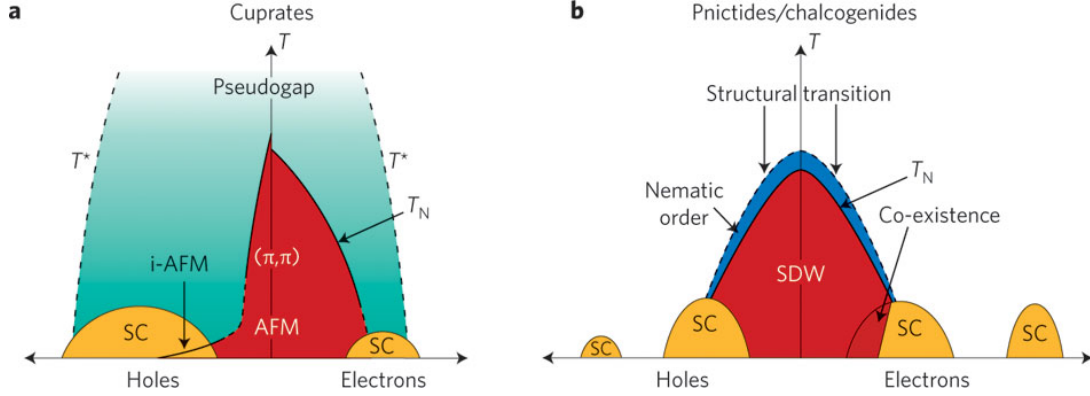 a
Cuprates
T
Pseudogap
T*
T*
T_N
(π,π)
i-AFM
SC
AFM
SC
Holes
Electrons
b
Pnictides/chalcogenides
T
Structural transition
T_N
Nematic
order
Co-existence
SDW
SC
SC
SC
SC
Holes
Electrons